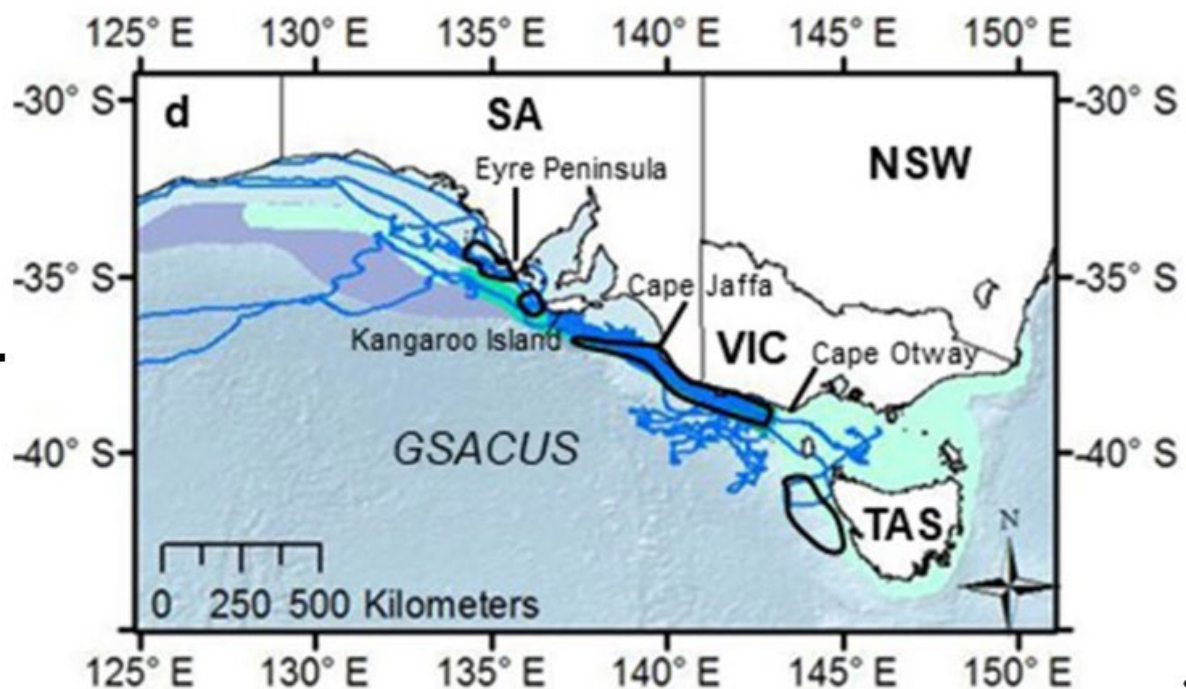 125° E 130° E 135° E 140° E 145° E 150° E
-30° S -30° S
d SA
Eyre Peninsula NSW
-35° S -35° S
Cape Jaffa
Kangaroo Island VIC Cape Otway
-40° S GSACUS -40° S
TAS N
0 250 500 Kilometers
125° E 130° E 135° E 140° E 145° E 150° E